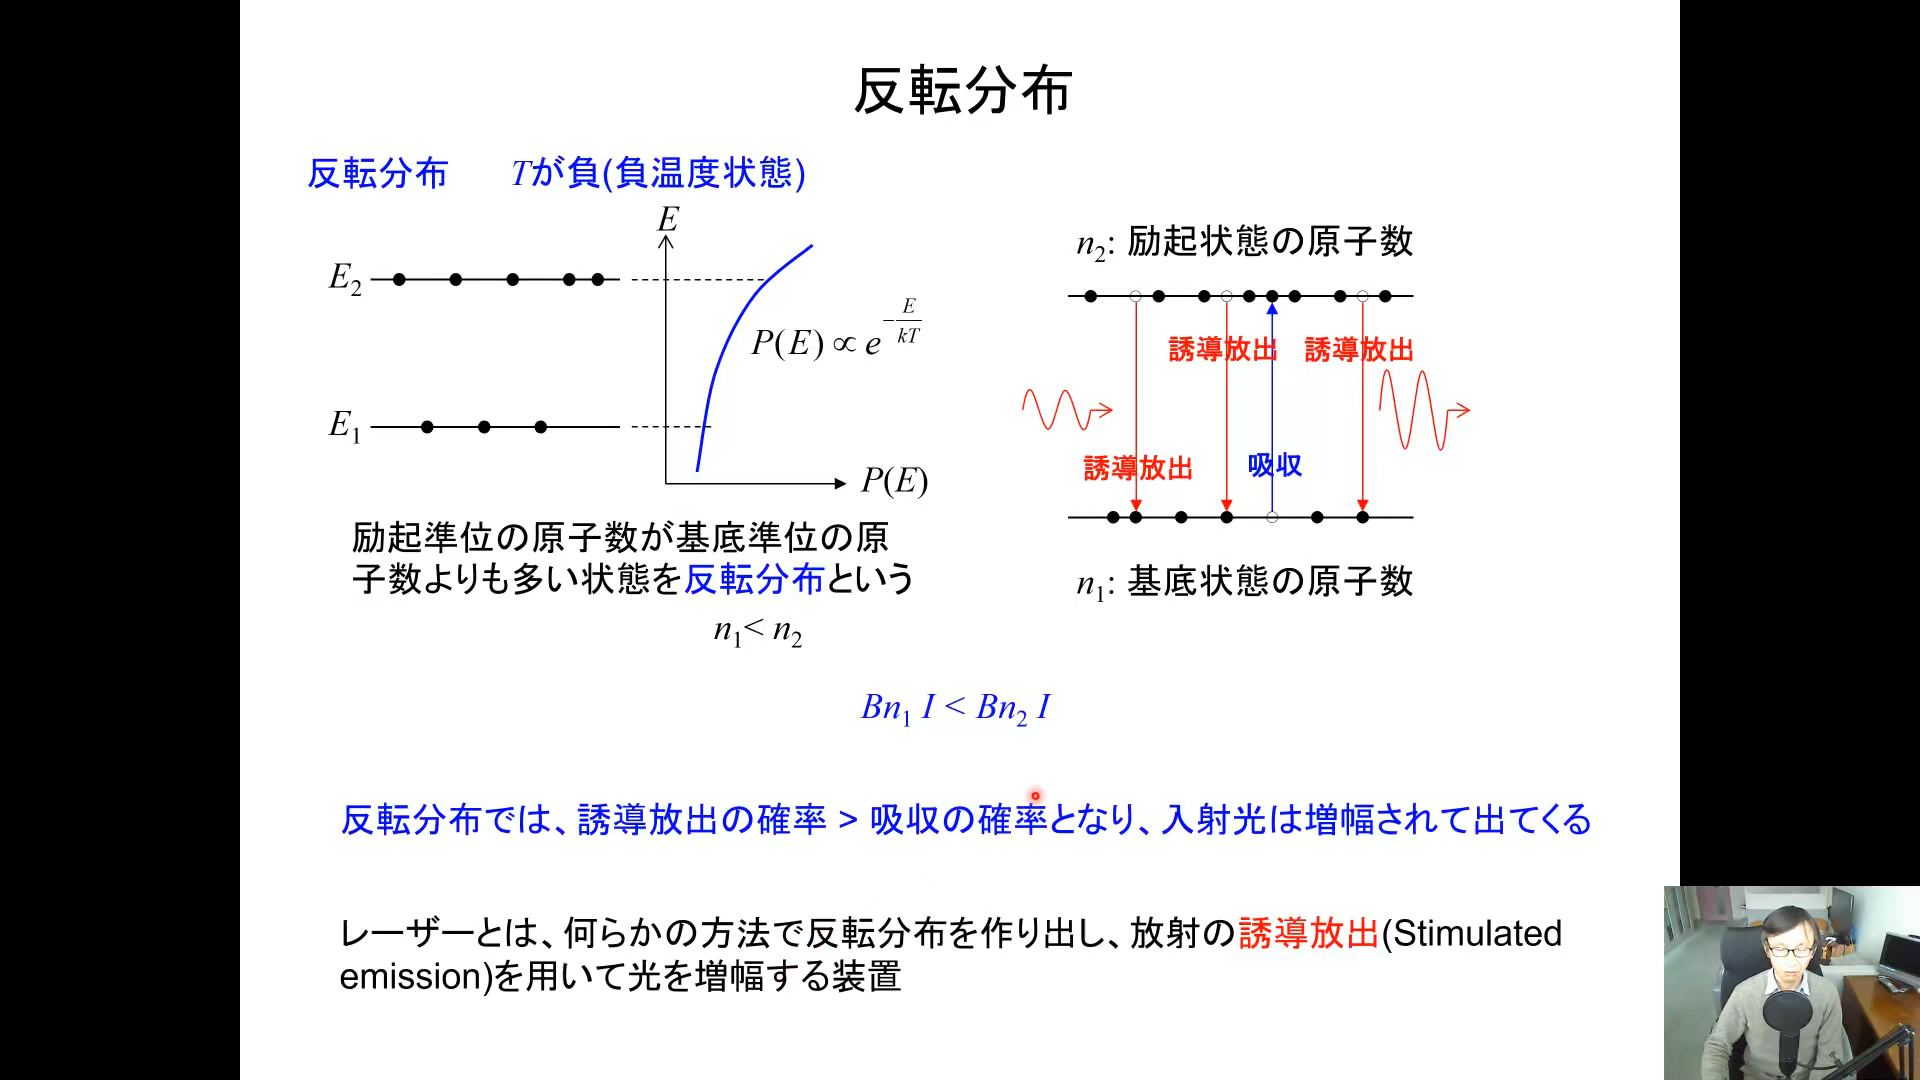 反転分布
反転分布 Tが負(負温度状態)
E
E2
P(E) ∝ e^{-E/kT}
E1
P(E)
励起準位の原子数が基底準位の原
子数よりも多い状態を反転分布という
n1< n2
n2: 励起状態の原子数
誘導放出 誘導放出
誘導放出 吸収
n1: 基底状態の原子数
Bn1 I < Bn2 I
反転分布では、誘導放出の確率 > 吸収の確率となり、入射光は増幅されて出てくる
レーザーとは、何らかの方法で反転分布を作り出し、放射の誘導放出(Stimulated
emission)を用いて光を増幅する装置